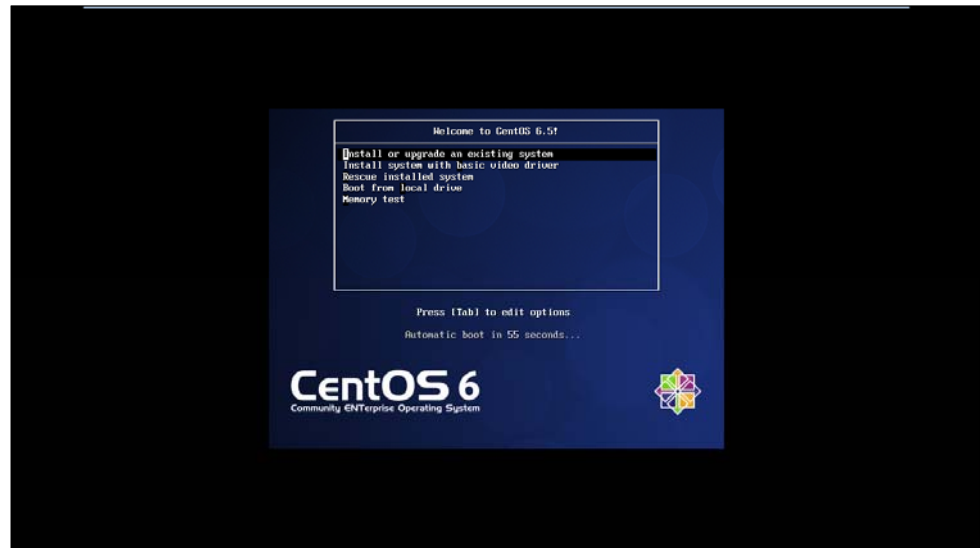 Welcome to CentOS 6.5!
Install or upgrade an existing system
Install system with basic video driver
Rescue installed system
Boot from local drive
Memory test
Press [Tab] to edit options
Automatic boot in 55 seconds...
CentOS 6
Community ENTerprise Operating System